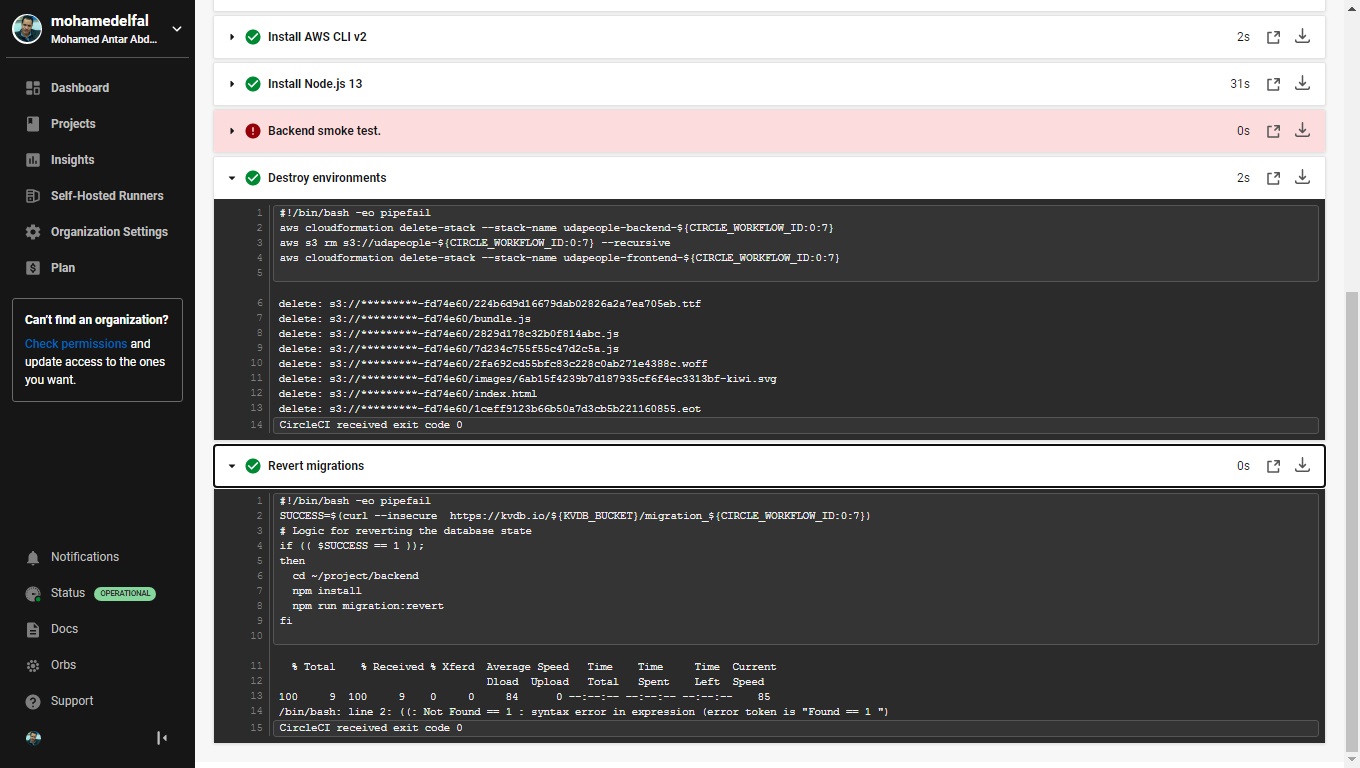 mohamedelfal
Mohamed Antar Abd...
Dashboard
Projects
Insights
Self-Hosted Runners
Organization Settings
Plan
Can't find an organization?
Check permissions and
update access to the ones
you want.
Notifications
Status OPERATIONAL
Docs
Orbs
Support
Install AWS CLI v2 2s
Install Node.js 13 31s
Backend smoke test. 0s
Destroy environments 2s
1 #!/bin/bash -eo pipefail
2 aws cloudformation delete-stack --stack-name udapeople-backend-${CIRCLE_WORKFLOW_ID:0:7}
3 aws s3 rm s3://udapeople-${CIRCLE_WORKFLOW_ID:0:7} --recursive
4 aws cloudformation delete-stack --stack-name udapeople-frontend-${CIRCLE_WORKFLOW_ID:0:7}
5
6 delete: s3://*********-fd74e60/224b6d9d16679dab02826a2a7ea705eb.ttf
7 delete: s3://*********-fd74e60/bundle.js
8 delete: s3://*********-fd74e60/2829d178c32b0f814abc.js
9 delete: s3://*********-fd74e60/7d234c755f55c47d2c5a.js
10 delete: s3://*********-fd74e60/2fa692cd55bfc83c228c0ab271e4388c.woff
11 delete: s3://*********-fd74e60/images/6ab15f4239b7d187935cf6f4ec3313bf-kiwi.svg
12 delete: s3://*********-fd74e60/index.html
13 delete: s3://*********-fd74e60/1ceff9123b66b50a7d3cb5b221160855.eot
14 CircleCI received exit code 0
Revert migrations 0s
1 #!/bin/bash -eo pipefail
2 SUCCESS=$(curl --insecure  https://kvdb.io/${KVDB_BUCKET}/migration_${CIRCLE_WORKFLOW_ID:0:7})
3 # Logic for reverting the database state
4 if (( $SUCCESS == 1 ));
5 then
6 cd ~/project/backend
7 npm install
8 npm run migration:revert
9 fi
10
11 % Total % Received % Xferd Average Speed Time Time Time Current
12 Dload Upload Total Spent Left Speed
13 100 9 100 9 0 0 84 0 --:--:-- --:--:-- --:--:-- 85
14 /bin/bash: line 2: ((: Not Found == 1 : syntax error in expression (error token is "Found == 1 ")
15 CircleCI received exit code 0